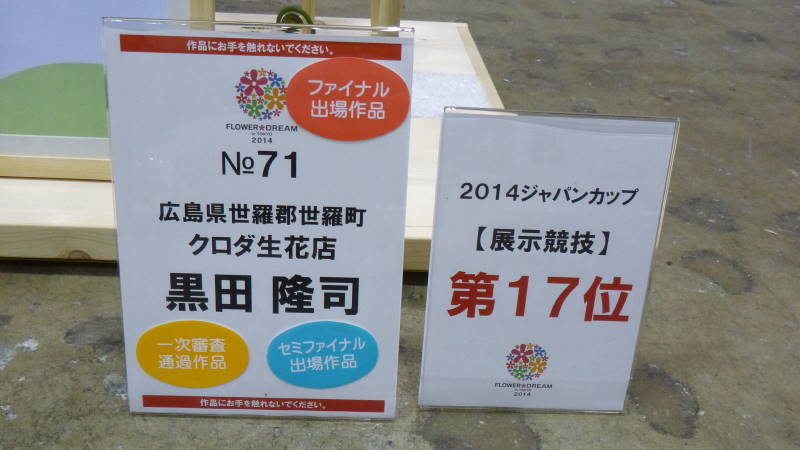 作品にお手を触れないでください。
ファイナル
出場作品
FLOWER★DREAM
in TOKYO
2014
№71
広島県世羅郡世羅町
クロダ生花店
黒田 隆司
一次審査
通過作品
セミファイナル
出場作品
作品にお手を触れないでください。
2014ジャパンカップ
【展示競技】
第17位
FLOWER★DREAM
in TOKYO
2014